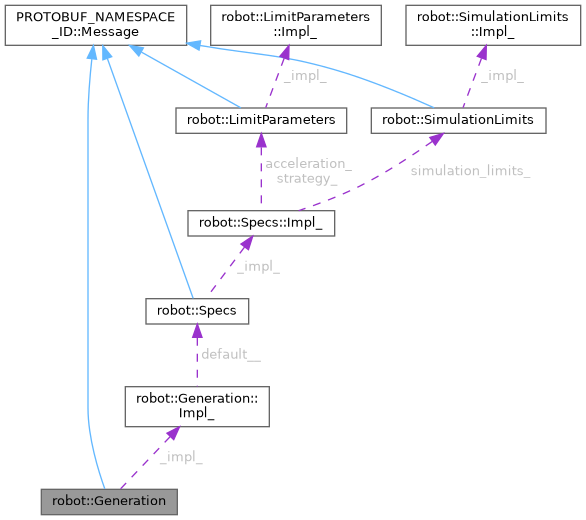 PROTOBUF_NAMESPACE
_ID::Message
robot::LimitParameters
::Impl_
robot::SimulationLimits
::Impl_
_impl_
_impl_
robot::LimitParameters
robot::SimulationLimits
acceleration_
strategy_
simulation_limits_
robot::Specs::Impl_
_impl_
robot::Specs
default__
robot::Generation::
Impl_
_impl_
robot::Generation